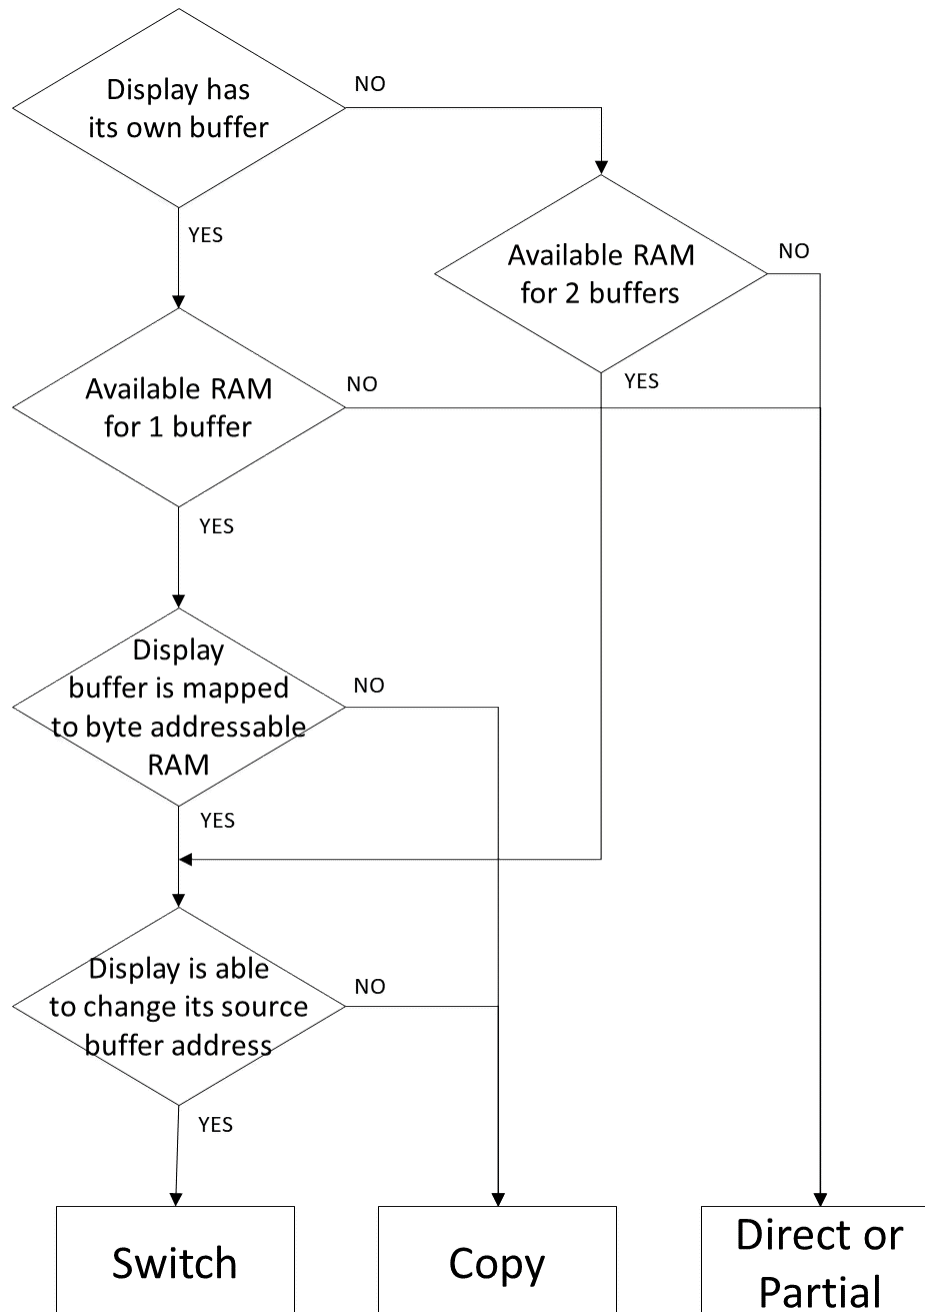 Display has
its own buffer
NO
YES
Available RAM
for 2 buffers
NO
YES
Available RAM
for 1 buffer
NO
YES
Display
buffer is mapped
to byte addressable
RAM
NO
YES
Display is able
to change its source
buffer address
NO
YES
Switch
Copy
Direct or
Partial